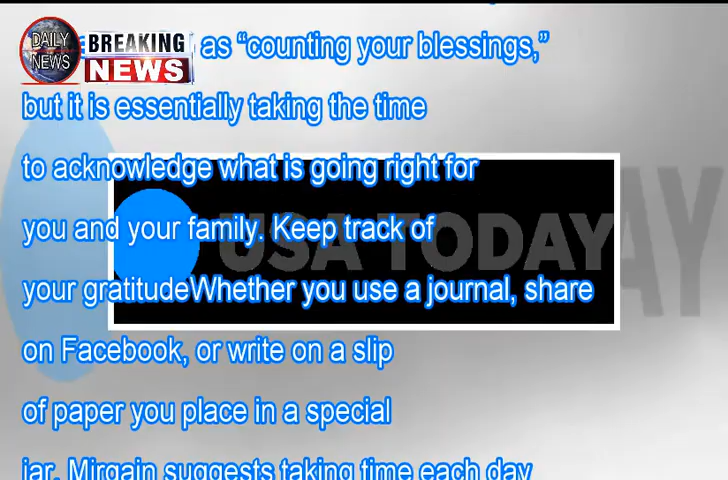 DAILY
NEWS
BREAKING
NEWS
as “counting your blessings,”
but it is essentially taking the time
to acknowledge what is going right for
you and your family. Keep track of
USA TODAY
AY
your gratitudeWhether you use a journal, share
on Facebook, or write on a slip
of paper you place in a special
jar, Mirgain suggests taking time each day